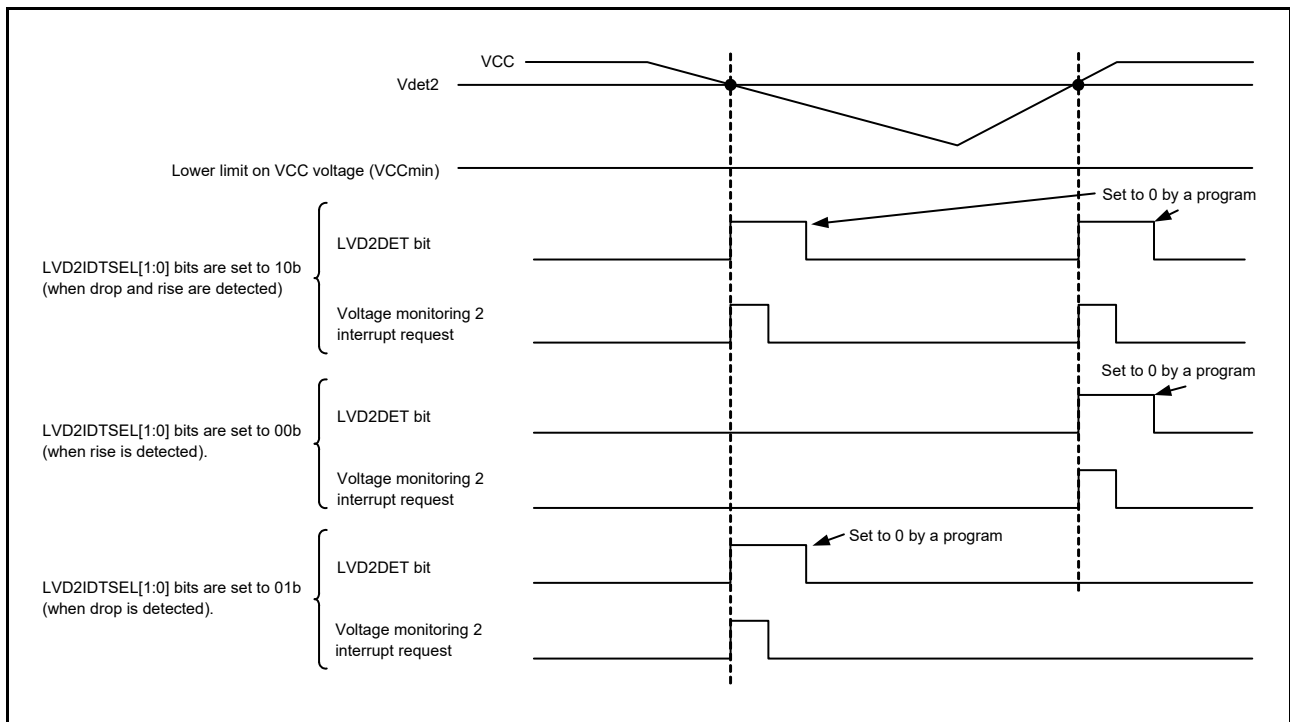 VCC
Vdet2
Lower limit on VCC voltage (VCCmin)
Set to 0 by a program
LVD2DET bit
LVD2IDTSEL[1:0] bits are set to 10b
(when drop and rise are detected)
Voltage monitoring 2
interrupt request
Set to 0 by a program
LVD2DET bit
LVD2IDTSEL[1:0] bits are set to 00b
(when rise is detected).
Voltage monitoring 2
interrupt request
Set to 0 by a program
LVD2DET bit
LVD2IDTSEL[1:0] bits are set to 01b
(when drop is detected).
Voltage monitoring 2
interrupt request